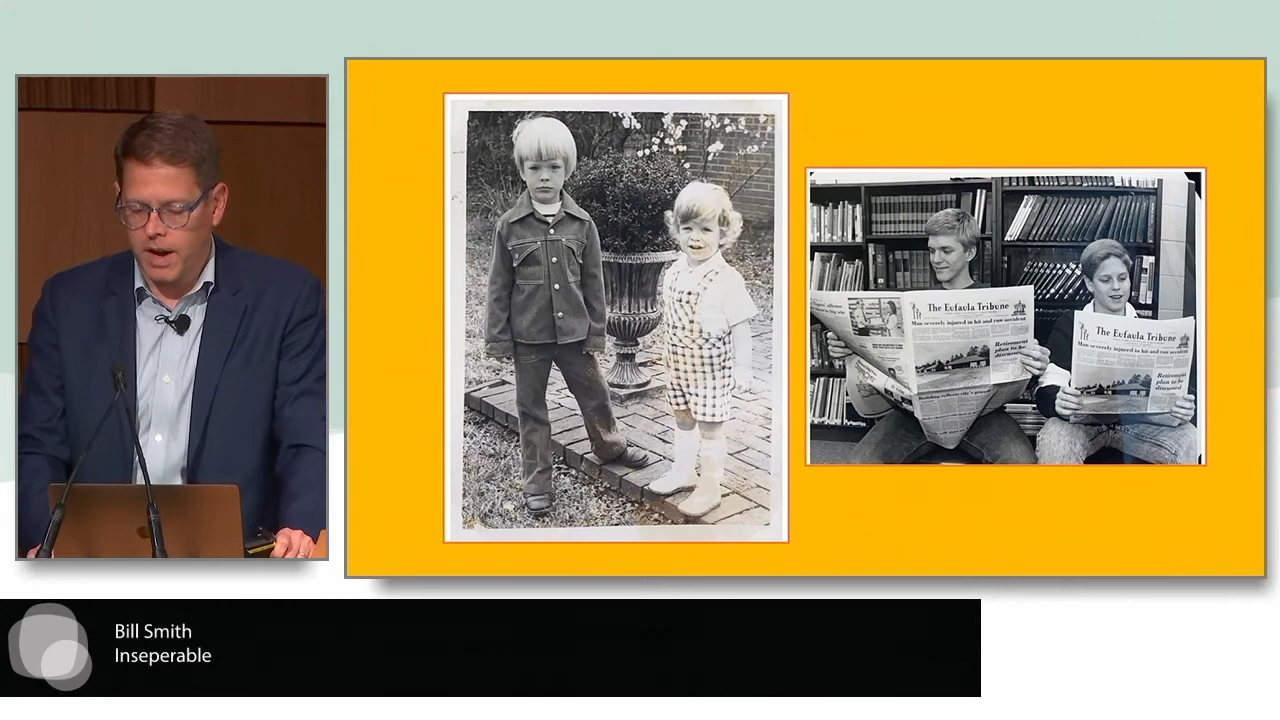 The Eufaula Tribune
Man severely injured in hit and run accident
Retirement
plan to be
discussed
The Eufaula Tribune
Man severely injured in hit and run accident
Retirement
plan to be
discussed
Bill Smith
Inseperable